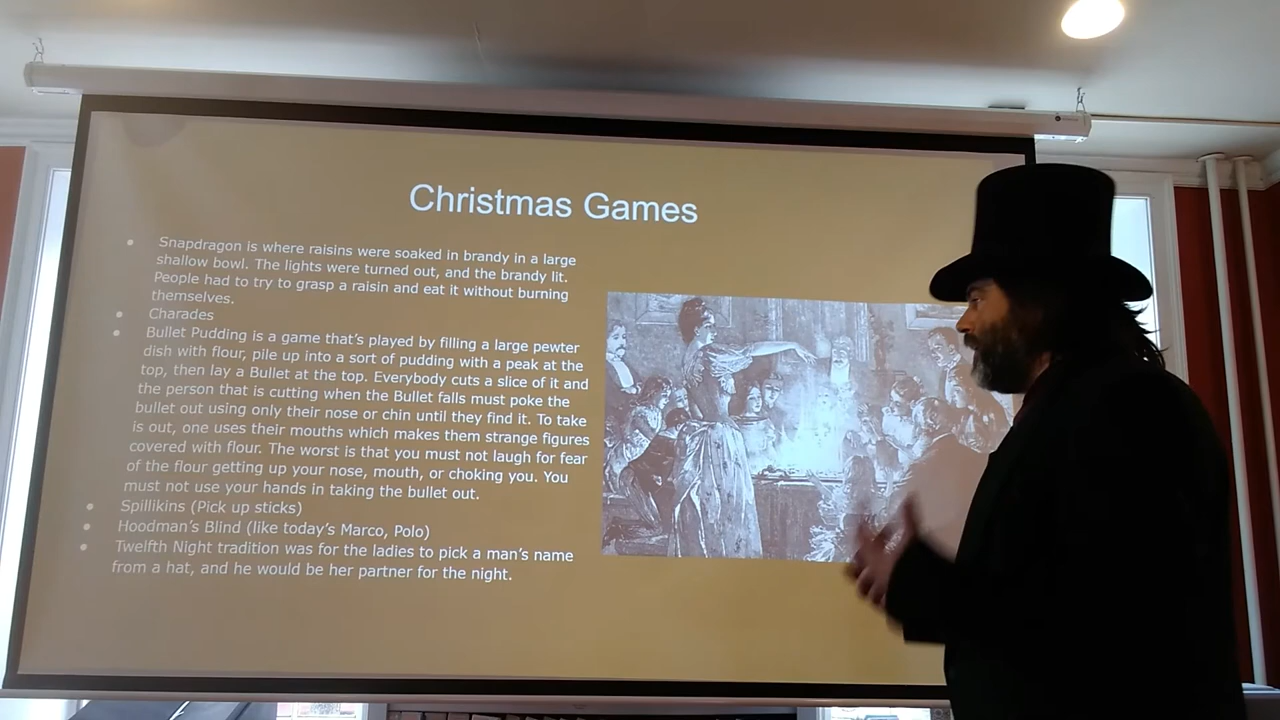 Christmas Games
• Snapdragon is where raisins were soaked in brandy in a large
shallow bowl. The lights were turned out, and the brandy lit.
People had to try to grasp a raisin and eat it without burning
themselves.
• Charades
• Bullet Pudding is a game that's played by filling a large pewter
dish with flour, pile up into a sort of pudding with a peak at the
top, then lay a Bullet at the top. Everybody cuts a slice of it and
the person that is cutting when the Bullet falls must poke the
bullet out using only their nose or chin until they find it. To take
is out, one uses their mouths which makes them strange figures
covered with flour. The worst is that you must not laugh for fear
of the flour getting up your nose, mouth, or choking you. You
must not use your hands in taking the bullet out.
• Spillikins (Pick up sticks)
• Hoodman's Blind (like today's Marco, Polo)
• Twelfth Night tradition was for the ladies to pick a man's name
from a hat, and he would be her partner for the night.